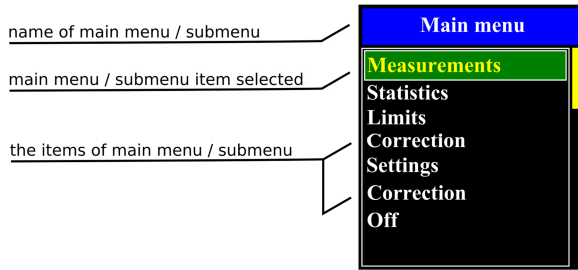 name of main menu / submenu
main menu / submenu item selected
the items of main menu / submenu
Main menu
Measurements
Statistics
Limits
Correction
Settings
Correction
Off